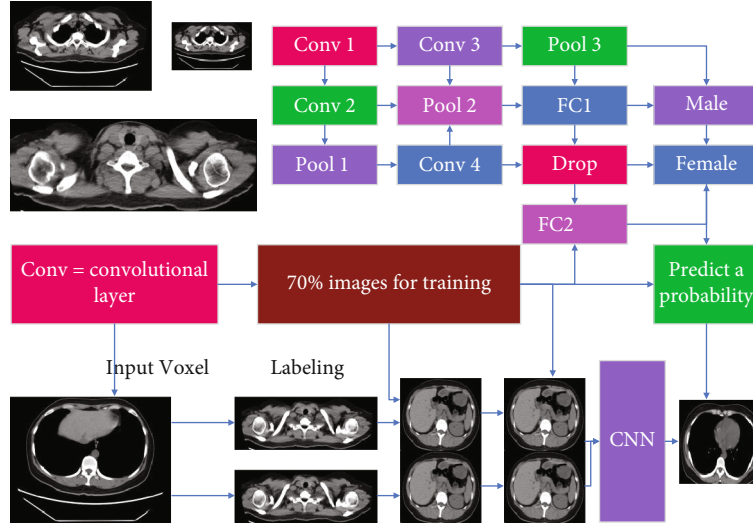 Conv 1
Conv 3
Pool 3
Conv 2
Pool 2
FC1
Male
Pool 1
Conv 4
Drop
Female
FC2
Conv = convolutional
layer
70% images for training
Predict a
probability
Input Voxel
Labeling
CNN